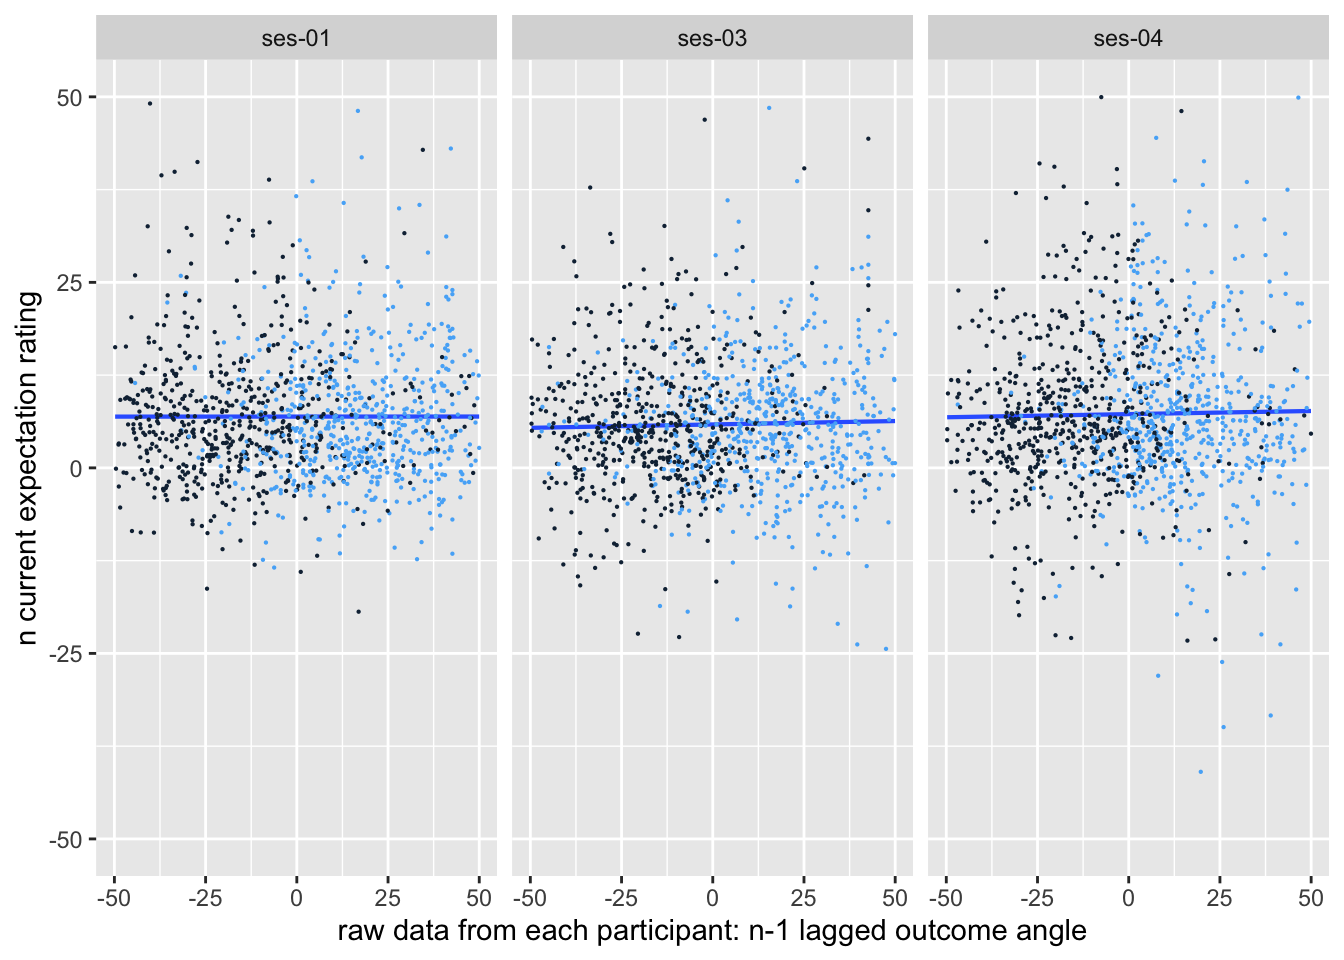 ses-01 ses-03 ses-04
50
25
0
-25
-50
n current expectation rating
-50 -25 0 25 50 -50 -25 0 25 50 -50 -25 0 25 50
raw data from each participant: n-1 lagged outcome angle